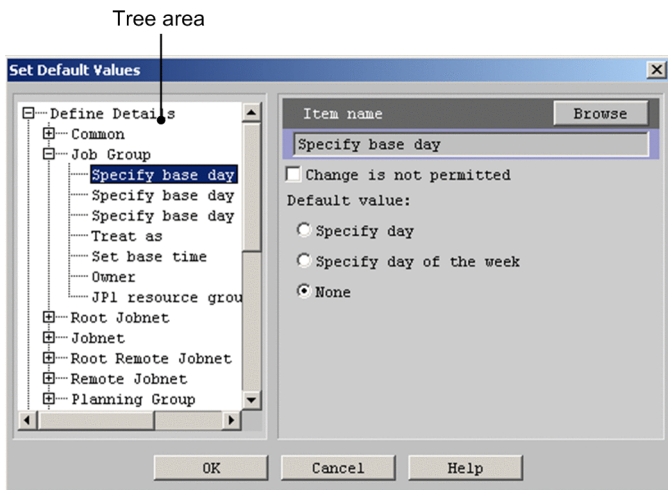 Tree area
Set Default Values
Define Details
Common
Job Group
Specify base day
Specify base day
Specify base day
Treat as
Set base time
Owner
JP1 resource grou
Root Jobnet
Jobnet
Root Remote Jobnet
Remote Jobnet
Planning Group
Item name
Browse
Specify base day
Change is not permitted
Default value:
Specify day
Specify day of the week
None
OK Cancel Help